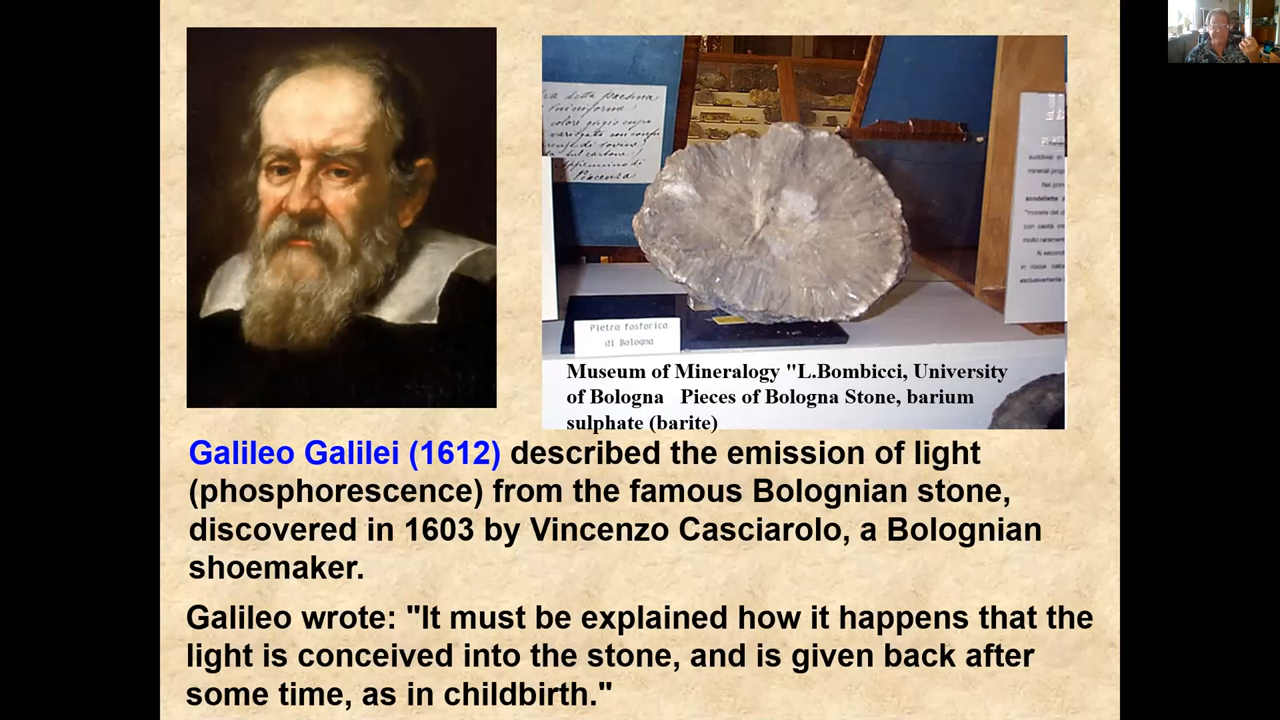 Pietra fosforica
di Bologna
Museum of Mineralogy "L.Bombicci, University
of Bologna Pieces of Bologna Stone, barium
sulphate (barite)
Galileo Galilei (1612) described the emission of light
(phosphorescence) from the famous Bolognian stone,
discovered in 1603 by Vincenzo Casciarolo, a Bolognian
shoemaker.
Galileo wrote: "It must be explained how it happens that the
light is conceived into the stone, and is given back after
some time, as in childbirth."